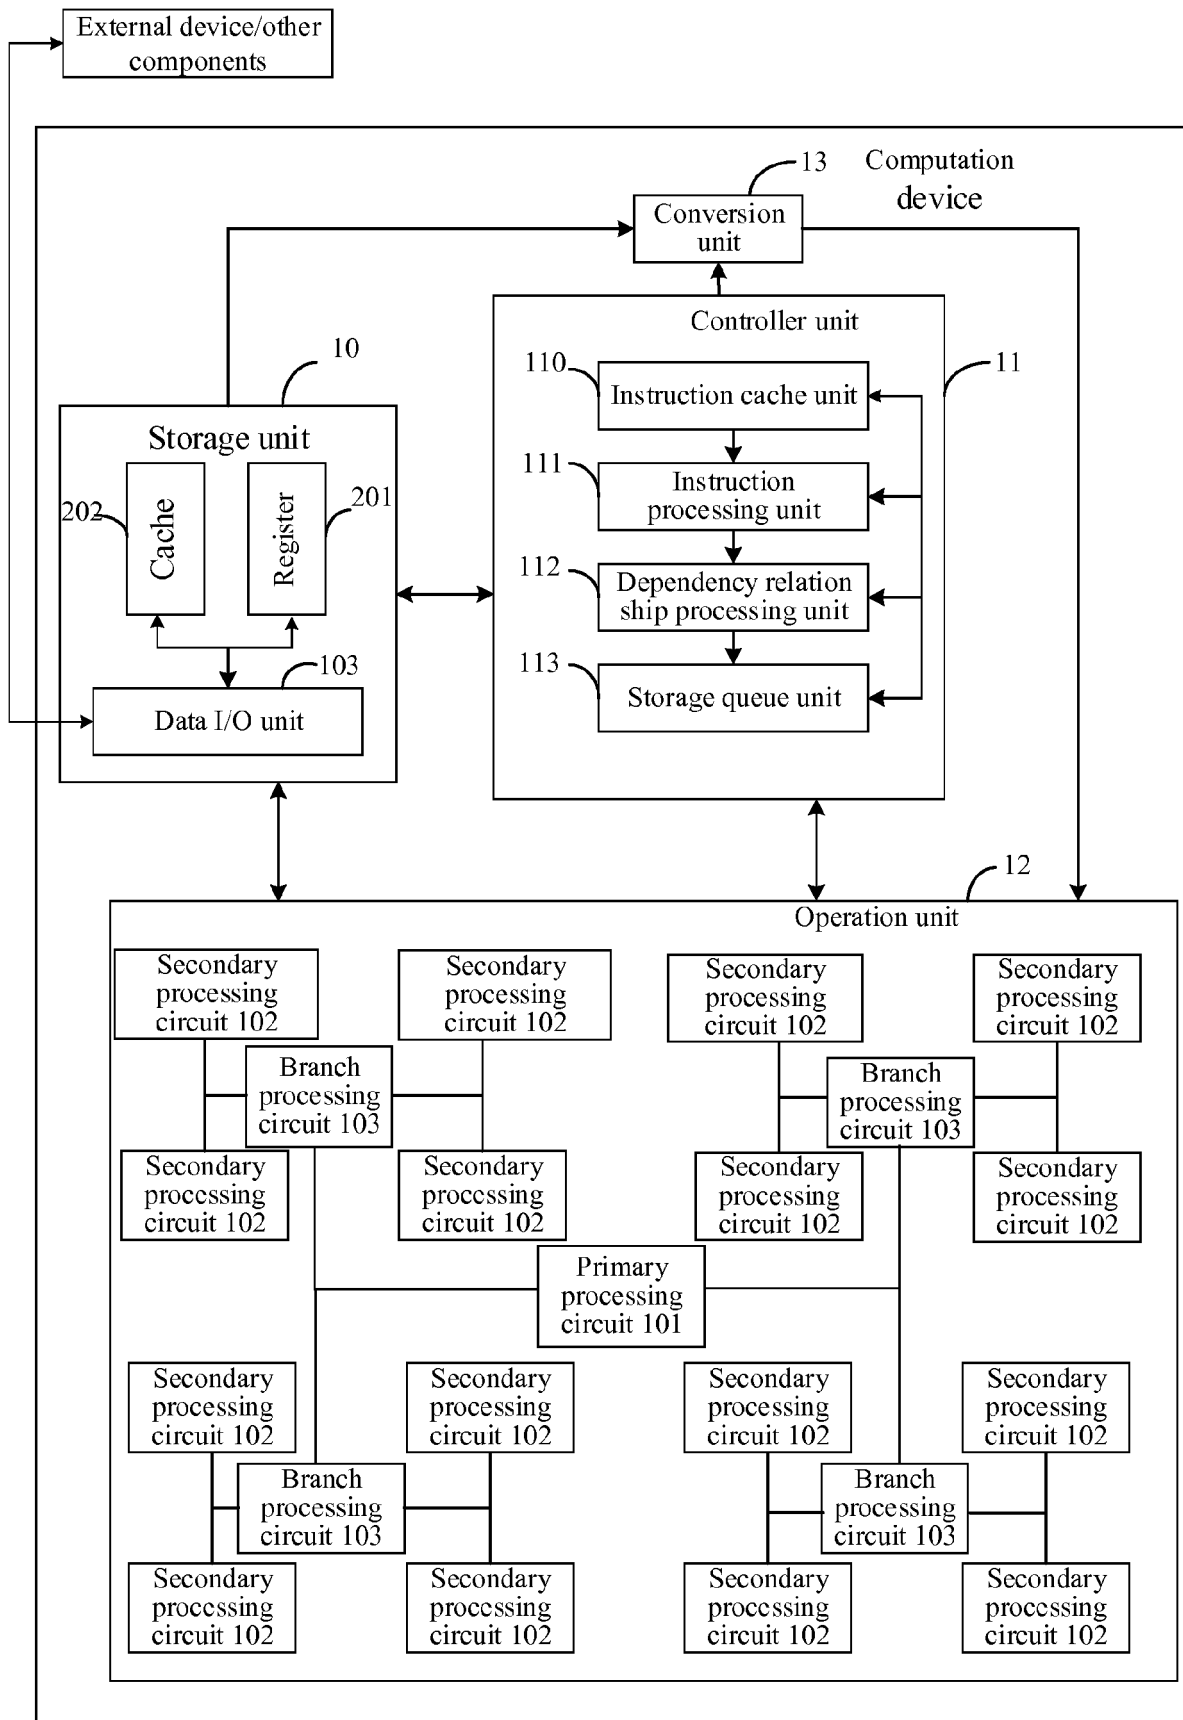 External device/other
components
13
Computation
device
Conversion
unit
Controller unit
10
110
11
Instruction cache unit
Storage unit
111
Instruction
processing unit
202
Cache
Register
201
112
Dependency relation
ship processing unit
103
113
Storage queue unit
Data I/O unit
12
Operation unit
Secondary
processing
circuit 102
Secondary
processing
circuit 102
Secondary
processing
circuit 102
Secondary
processing
circuit 102
Branch
processing
circuit 103
Branch
processing
circuit 103
Secondary
processing
circuit 102
Secondary
processing
circuit 102
Secondary
processing
circuit 102
Secondary
processing
circuit 102
Primary
processing
circuit 101
Secondary
processing
circuit 102
Secondary
processing
circuit 102
Secondary
processing
circuit 102
Secondary
processing
circuit 102
Branch
processing
circuit 103
Branch
processing
circuit 103
Secondary
processing
circuit 102
Secondary
processing
circuit 102
Secondary
processing
circuit 102
Secondary
processing
circuit 102